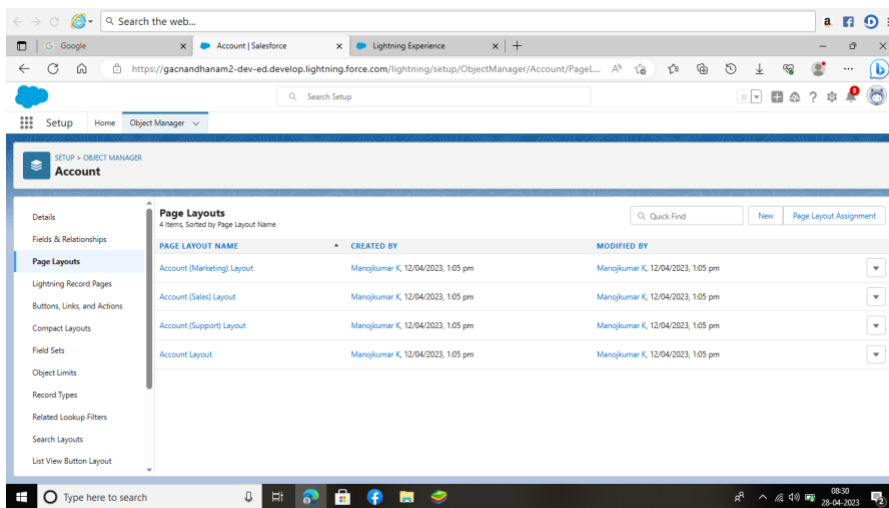 Search the web...
Google
Account | Salesforce
Lightning Experience
https://gacnandhanam2-dev-ed.develop.lightning.force.com/lightning/setup/ObjectManager/Account/PageL...
Search Setup
Setup
Home
Object Manager
SETUP > OBJECT MANAGER
Account
Details
Fields & Relationships
Page Layouts
Lightning Record Pages
Buttons, Links, and Actions
Compact Layouts
Field Sets
Object Limits
Record Types
Related Lookup Filters
Search Layouts
List View Button Layout
Page Layouts
4 Items, Sorted by Page Layout Name
Quick Find
New
Page Layout Assignment
PAGE LAYOUT NAME CREATED BY MODIFIED BY
Account (Marketing) Layout Manojkumar K, 12/04/2023, 1:05 pm Manojkumar K, 12/04/2023, 1:05 pm
Account (Sales) Layout Manojkumar K, 12/04/2023, 1:05 pm Manojkumar K, 12/04/2023, 1:05 pm
Account (Support) Layout Manojkumar K, 12/04/2023, 1:05 pm Manojkumar K, 12/04/2023, 1:05 pm
Account Layout Manojkumar K, 12/04/2023, 1:05 pm Manojkumar K, 12/04/2023, 1:05 pm
Type here to search
08:30
28-04-2023